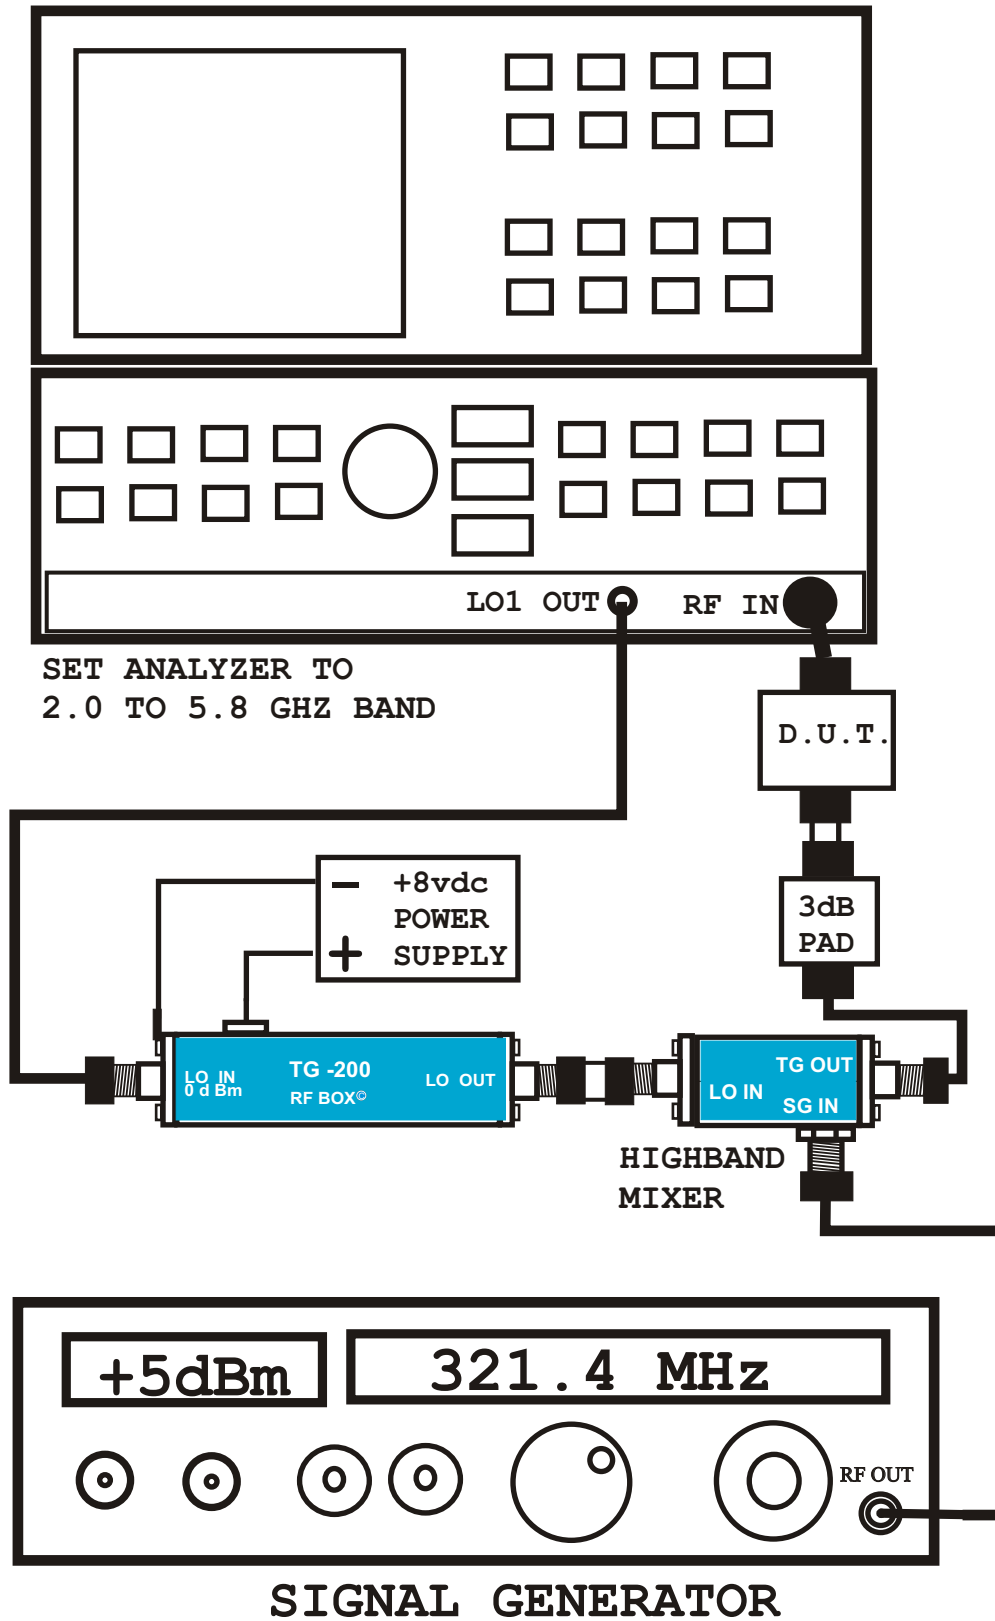 LO1 OUT
RF IN
SET ANALYZER TO
2.0 TO 5.8 GHZ BAND
D.U.T.
− +8vdc
POWER
+ SUPPLY
3dB
PAD
LO IN
0 d Bm
TG -200
RF BOX©
LO OUT
TG OUT
LO IN
SG IN
HIGHBAND
MIXER
+5dBm
321.4 MHz
RF OUT
SIGNAL GENERATOR